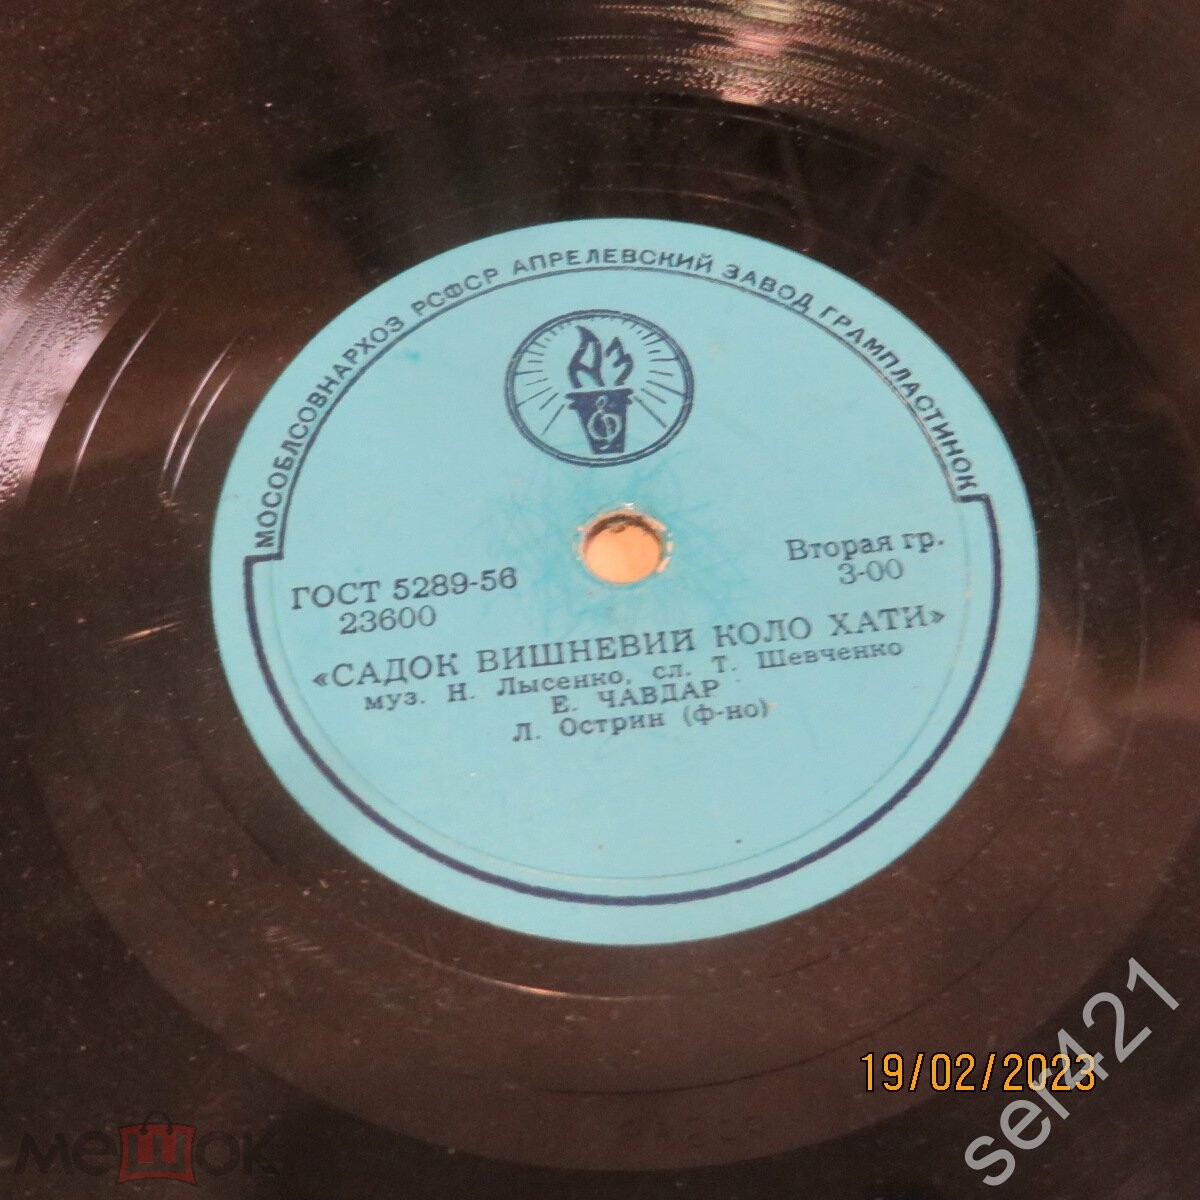 МОСОБЛСОВНАРХОЗ РСФСР АПРЕЛЕВСКИЙ ЗАВОД ГРАМПЛАСТИНОК
АЗ
ГОСТ 5289-56
23600
Вторая гр.
3-00
«САДОК ВИШНЕВИЙ КОЛО ХАТИ»
муз. Н. Лысенко, сл. Т. Шевченко
Е. ЧАВДАР
Л. Острин (ф-но)
19/02/2023
ser421
мешок